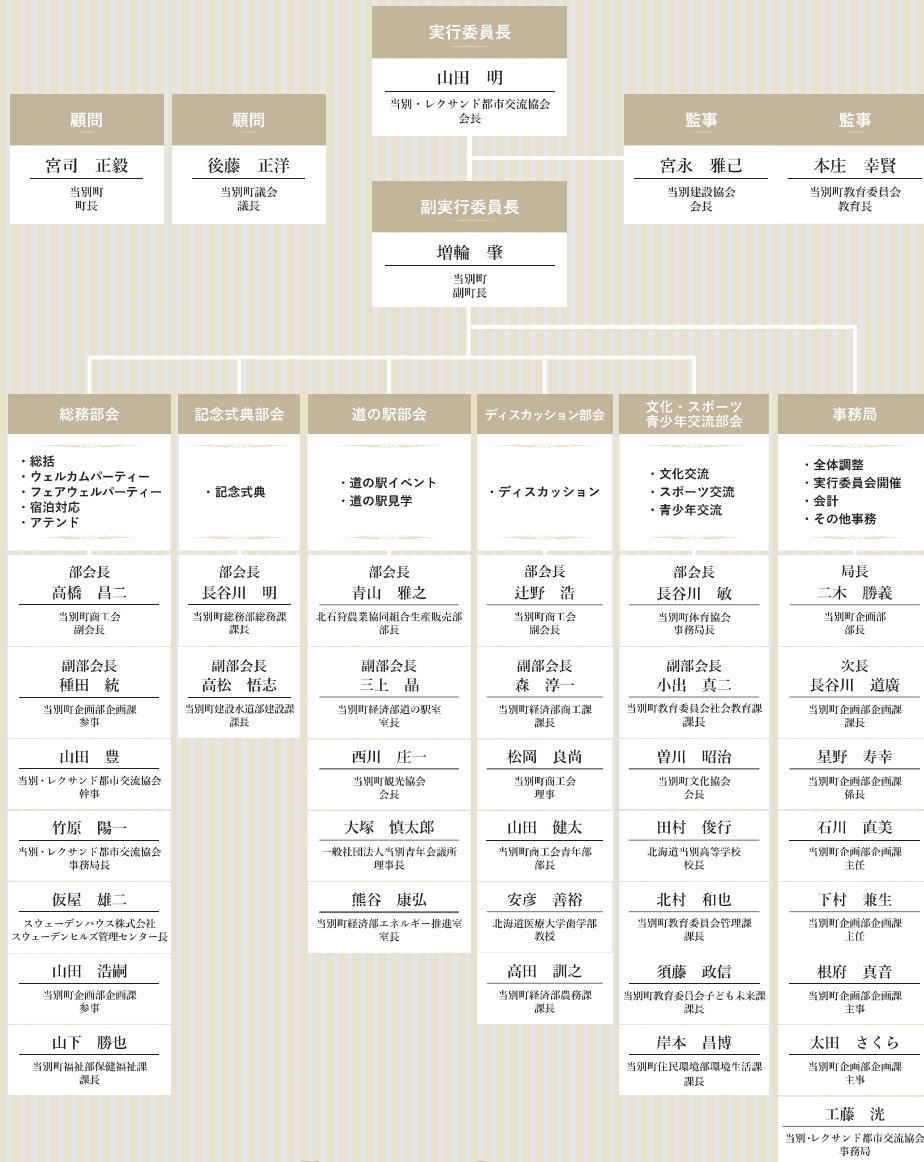 実行委員長
山田　明
当別・レクサンド都市交流協会
会長
顧問
宮司　正毅
当別町
町長
顧問
後藤　正洋
当別町議会
議長
監事
宮永　雅己
当別建設協会
会長
監事
本庄　幸賢
当別町教育委員会
教育長
副実行委員長
増輪　肇
当別町
副町長
総務部会
・総括
・ウェルカムパーティー
・フェアウェルパーティー
・宿泊対応
・アテンド
部会長
高橋　昌二
当別町商工会
副会長
副部会長
種田　統
当別町企画部企画課
参事
山田　豊
当別・レクサンド都市交流協会
幹事
竹原　陽一
当別・レクサンド都市交流協会
事務局長
仮屋　雄二
スウェーデンハウス株式会社
スウェーデンヒルズ管理センター長
山田　浩嗣
当別町企画部企画課
参事
山下　勝也
当別町福祉部保健福祉課
課長
記念式典部会
・記念式典
部会長
長谷川　明
当別町総務部総務課
課長
副部会長
高松　悟志
当別町建設水道部建設課
課長
道の駅部会
・道の駅イベント
・道の駅見学
部会長
青山　雅之
北石狩農業協同組合生産販売部
部長
副部会長
三上　晶
当別町経済部道の駅室
室長
西川　庄一
当別町観光協会
会長
大塚　慎太郎
一般社団法人当別青年会議所
理事長
熊谷　康弘
当別町経済部エネルギー推進室
室長
ディスカッション部会
・ディスカッション
部会長
辻野　浩
当別町商工会
副会長
副部会長
森　淳一
当別町経済部商工課
課長
松岡　良尚
当別町商工会
理事
山田　健太
当別町商工会青年部
部長
安彦　善裕
北海道医療大学歯学部
教授
高田　訓之
当別町経済部農務課
課長
文化・スポーツ
青少年交流部会
・文化交流
・スポーツ交流
・青少年交流
部会長
長谷川　敏
当別町体育協会
事務局長
副部会長
小出　真二
当別町教育委員会社会教育課
課長
曽川　昭治
当別町文化協会
会長
田村　俊行
北海道当別高等学校
校長
北村　和也
当別町教育委員会管理課
課長
須藤　政信
当別町教育委員会子ども未来課
課長
岸本　昌博
当別町住民環境部環境生活課
課長
事務局
・全体調整
・実行委員会開催
・会計
・その他事務
局長
二木　勝義
当別町企画部
部長
次長
長谷川　道廣
当別町企画部企画課
課長
星野　寿幸
当別町企画部企画課
係長
石川　直美
当別町企画部企画課
主任
下村　兼生
当別町企画部企画課
主任
根府　真音
当別町企画部企画課
主事
太田　さくら
当別町企画部企画課
主事
工藤　洸
当別・レクサンド都市交流協会
事務局